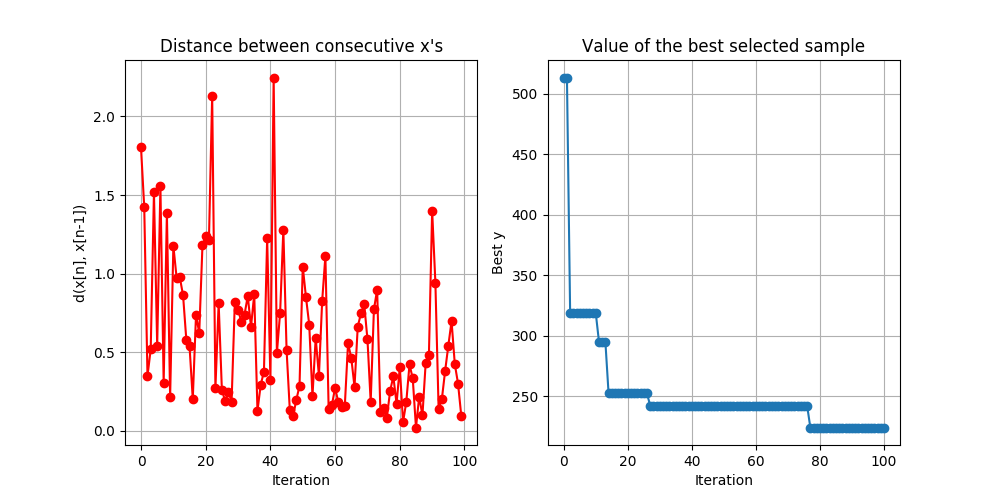 Distance between consecutive x's
d(x[n], x[n-1])
2.0
1.5
1.0
0.5
0.0
0 20 40 60 80 100
Iteration
Value of the best selected sample
Best y
500
450
400
350
300
250
0 20 40 60 80 100
Iteration